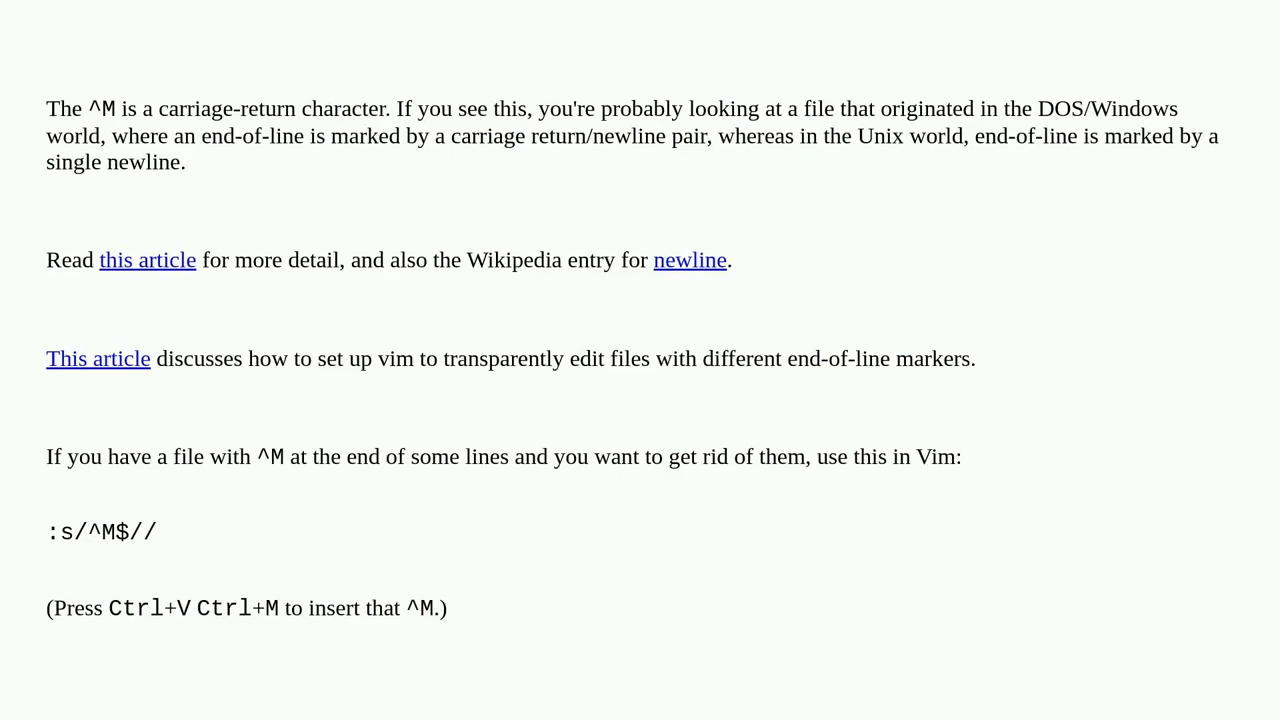 The ^M is a carriage-return character. If you see this, you're probably looking at a file that originated in the DOS/Windows
world, where an end-of-line is marked by a carriage return/newline pair, whereas in the Unix world, end-of-line is marked by a
single newline.
Read this article for more detail, and also the Wikipedia entry for newline.
This article discusses how to set up vim to transparently edit files with different end-of-line markers.
If you have a file with ^M at the end of some lines and you want to get rid of them, use this in Vim:
:s/^M$//
(Press Ctrl+V Ctrl+M to insert that ^M.)